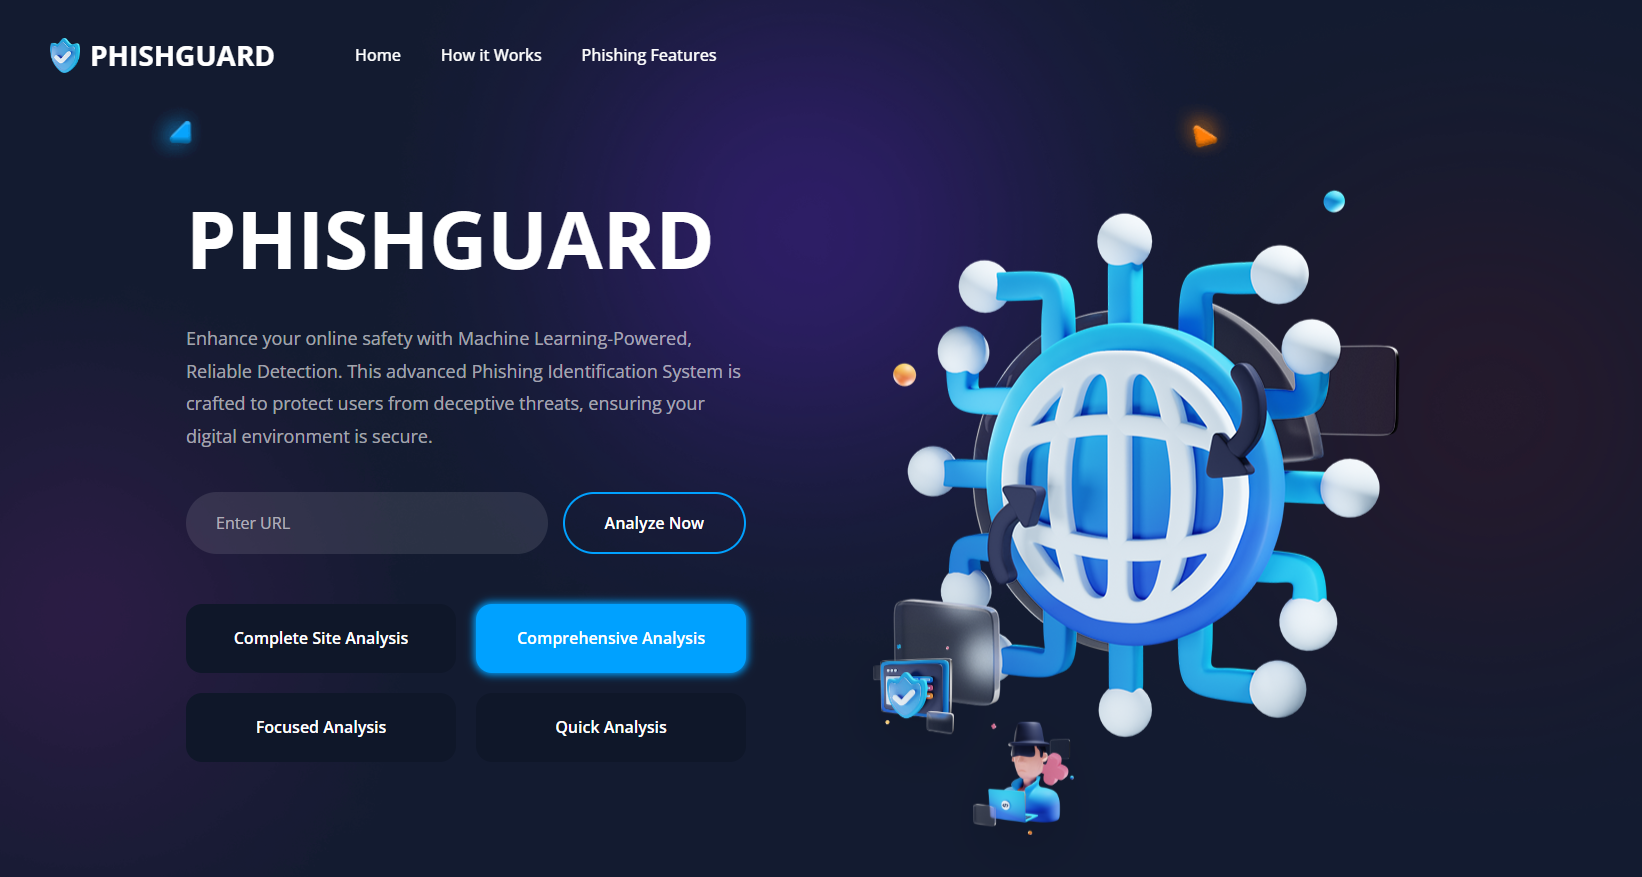 PHISHGUARD
Home
How it Works
Phishing Features
PHISHGUARD
Enhance your online safety with Machine Learning-Powered,
Reliable Detection. This advanced Phishing Identification System is
crafted to protect users from deceptive threats, ensuring your
digital environment is secure.
Enter URL
Analyze Now
Complete Site Analysis
Comprehensive Analysis
Focused Analysis
Quick Analysis